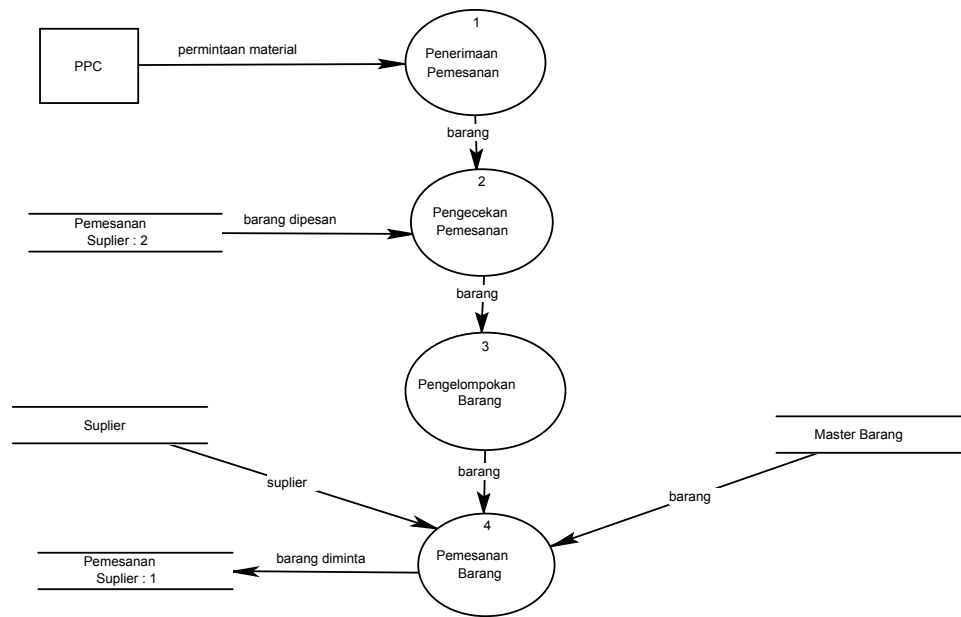 1
Penerimaan
Pemesanan
PPC
permintaan material
barang
2
Pengecekan
Pemesanan
Pemesanan
Suplier : 2
barang dipesan
barang
3
Pengelompokan
Barang
Suplier
Master Barang
barang
suplier
barang
4
Pemesanan
Barang
barang diminta
Pemesanan
Suplier : 1